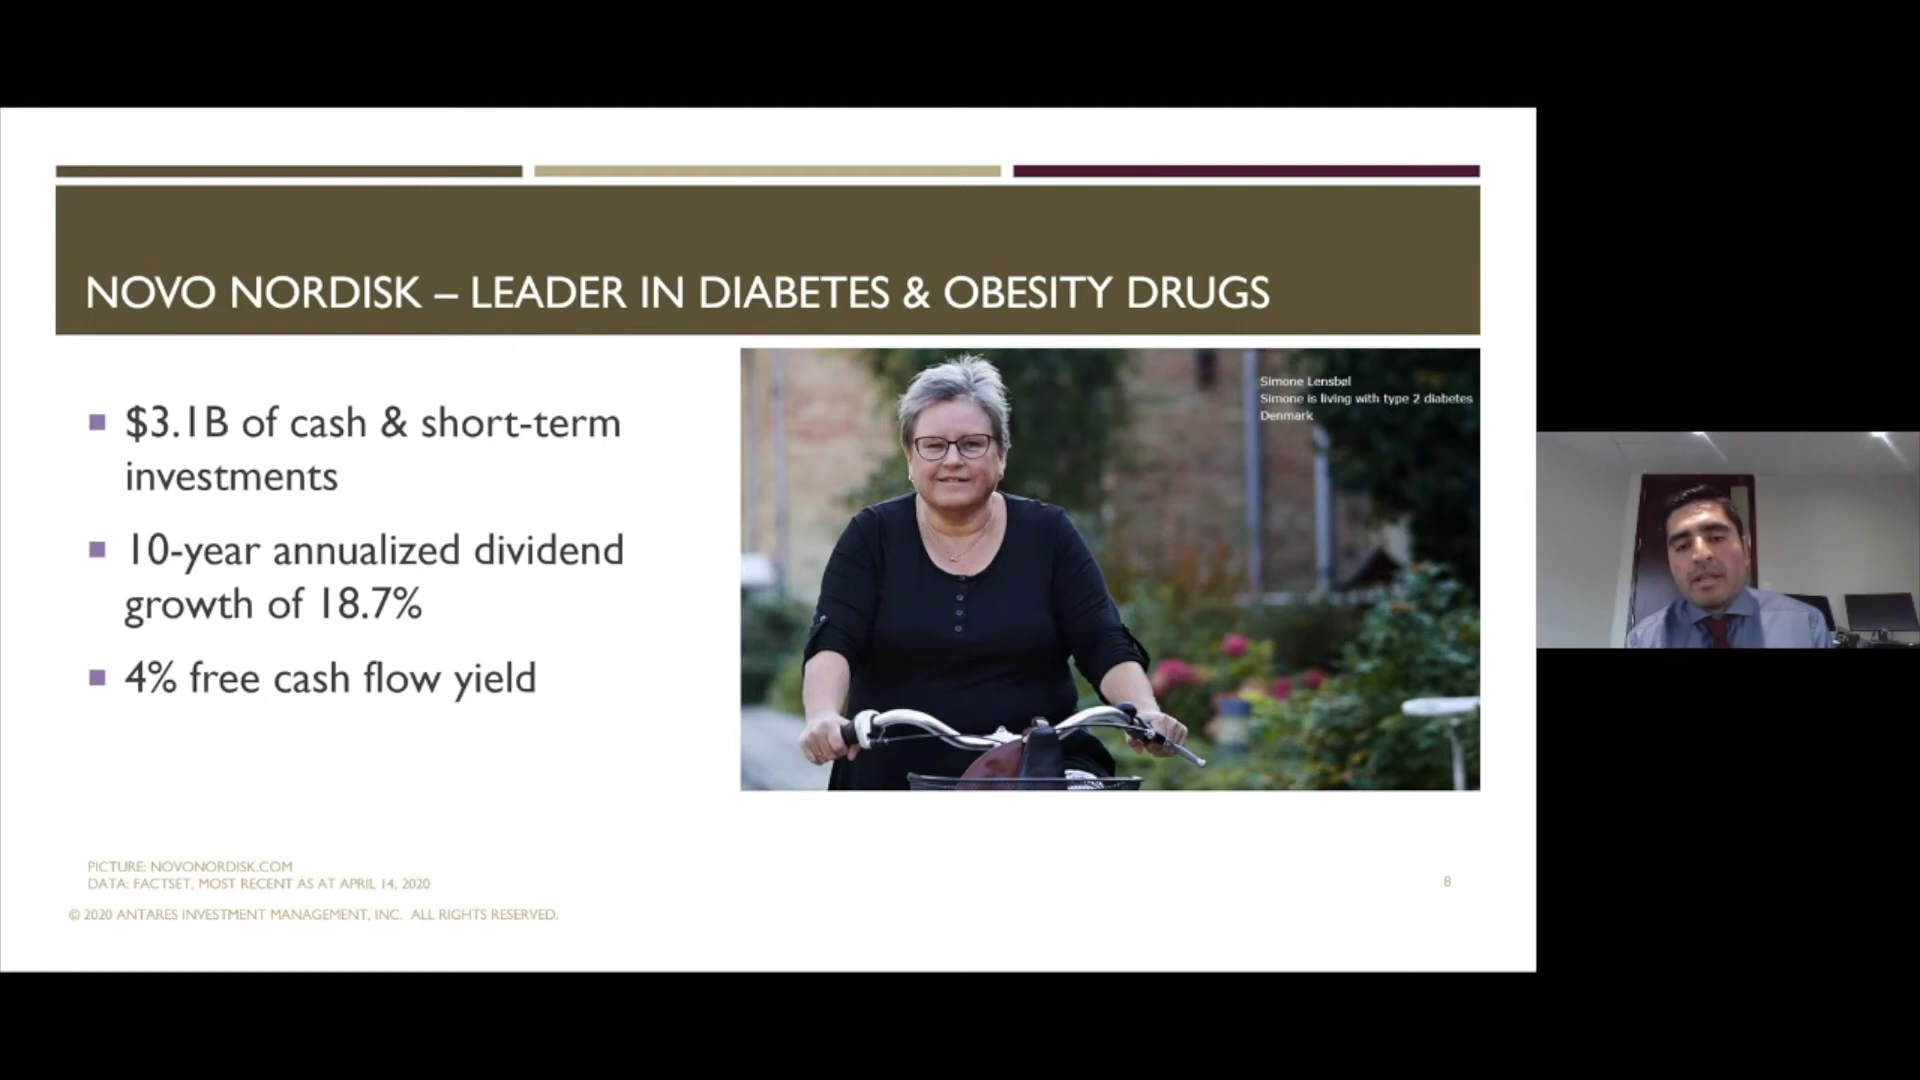 NOVO NORDISK – LEADER IN DIABETES & OBESITY DRUGS
$3.1B of cash & short-term
investments
10-year annualized dividend
growth of 18.7%
4% free cash flow yield
Simone Lensbøl
Simone is living with type 2 diabetes
Denmark
PICTURE: NOVONORDISK.COM
DATA: FACTSET, MOST RECENT AS AT APRIL 14, 2020
8
© 2020 ANTARES INVESTMENT MANAGEMENT, INC. ALL RIGHTS RESERVED.